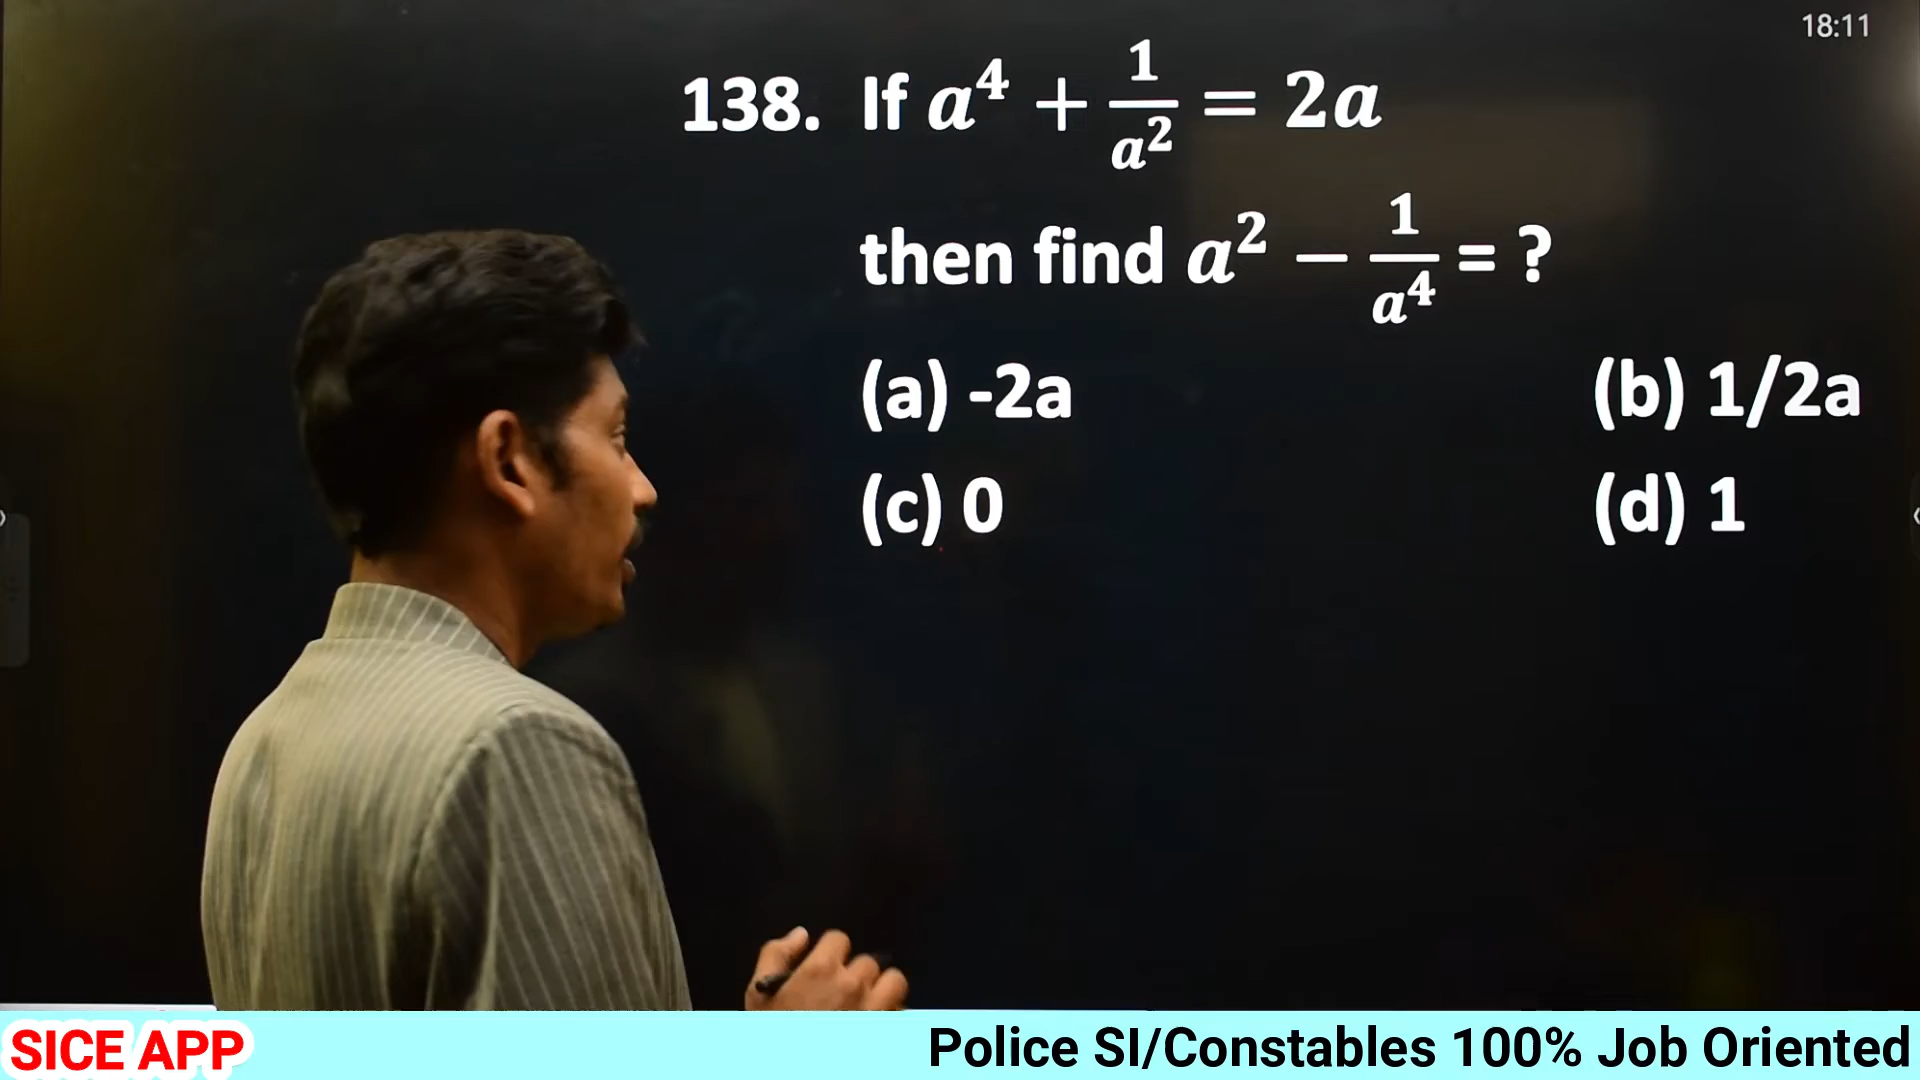 18:11
138. If a⁴ + 1/a² = 2a
then find a² − 1/a⁴ = ?
(a) -2a (b) 1/2a
(c) 0 (d) 1
SICE APP Police SI/Constables 100% Job Oriented